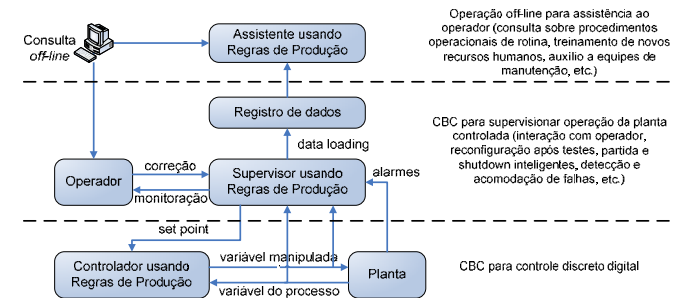 Consulta
off-line
Assistente usando
Regras de Produção
Operação off-line para assistência ao
operador (consulta sobre procedimentos
operacionais de rotina, treinamento de novos
recursos humanos, auxílio a equipes de
manutenção, etc.)
Registro de dados
data loading
CBC para supervisionar operação da planta
controlada (interação com operador,
reconfiguração após testes, partida e
shutdown inteligentes, detecção e
acomodação de falhas, etc.)
Operador
correção
monitoração
Supervisor usando
Regras de Produção
alarmes
set point
Controlador usando
Regras de Produção
variável manipulada
variável do processo
Planta
CBC para controle discreto digital